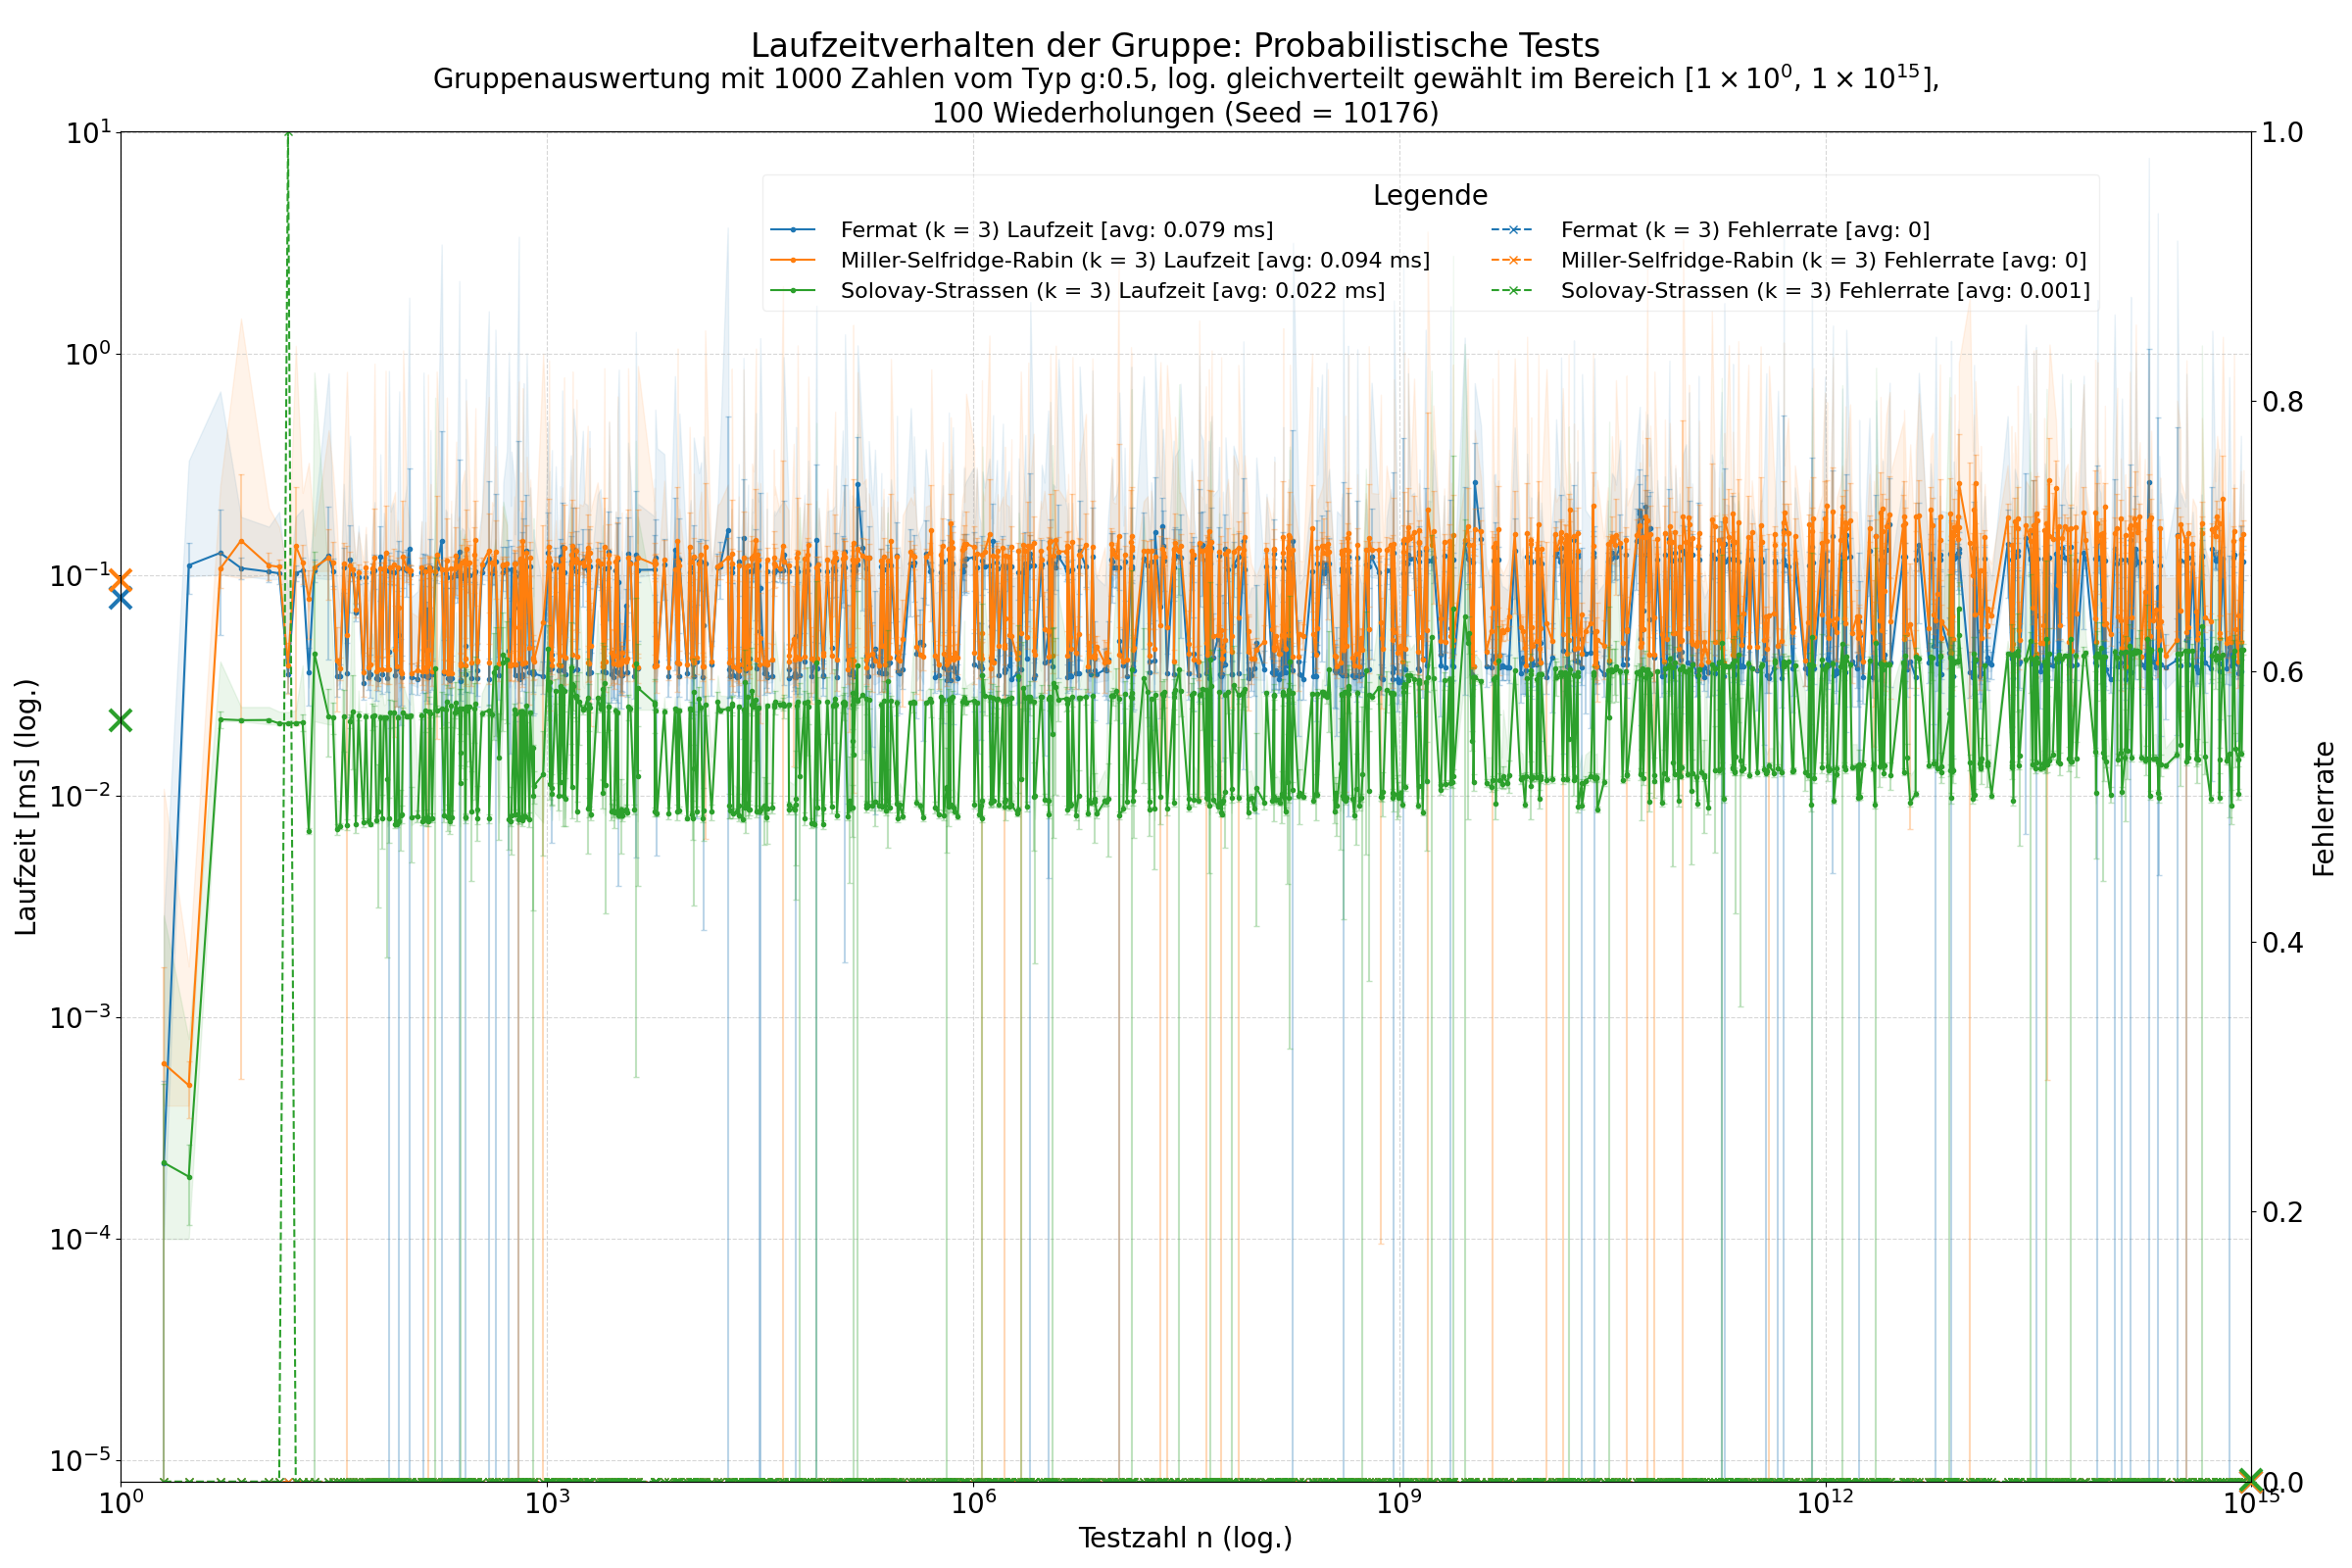 Laufzeitverhalten der Gruppe: Probabilistische Tests
Gruppenauswertung mit 1000 Zahlen vom Typ g:0.5, log. gleichverteilt gewählt im Bereich [1 × 10⁰, 1 × 10¹⁵],
100 Wiederholungen (Seed = 10176)
Legende
Fermat (k = 3) Laufzeit [avg: 0.079 ms]
Miller-Selfridge-Rabin (k = 3) Laufzeit [avg: 0.094 ms]
Solovay-Strassen (k = 3) Laufzeit [avg: 0.022 ms]
Fermat (k = 3) Fehlerrate [avg: 0]
Miller-Selfridge-Rabin (k = 3) Fehlerrate [avg: 0]
Solovay-Strassen (k = 3) Fehlerrate [avg: 0.001]
Laufzeit [ms] (log.)
10¹
10⁰
10⁻¹
10⁻²
10⁻³
10⁻⁴
10⁻⁵
1.0
0.8
0.6
0.4
0.2
0.0
Fehlerrate
10⁰ 10³ 10⁶ 10⁹ 10¹² 10¹⁵
Testzahl n (log.)